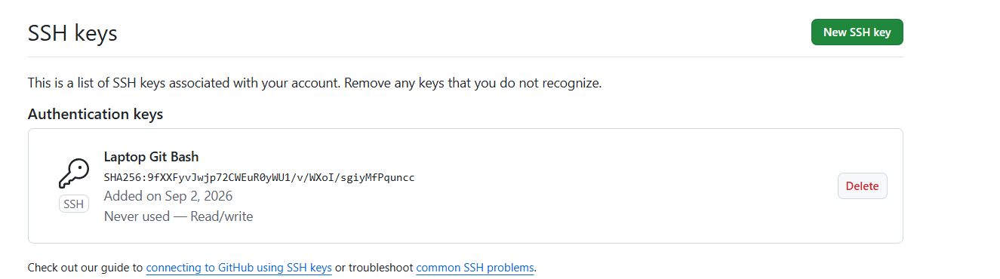 SSH keys
New SSH key
This is a list of SSH keys associated with your account. Remove any keys that you do not recognize.
Authentication keys
Laptop Git Bash
SHA256:9fXXFyvJwjp72CWEuR0yWU1/v/WXoI/sgiyMfPquncc
Added on Sep 2, 2026
Never used — Read/write
SSH
Delete
Check out our guide to connecting to GitHub using SSH keys or troubleshoot common SSH problems.